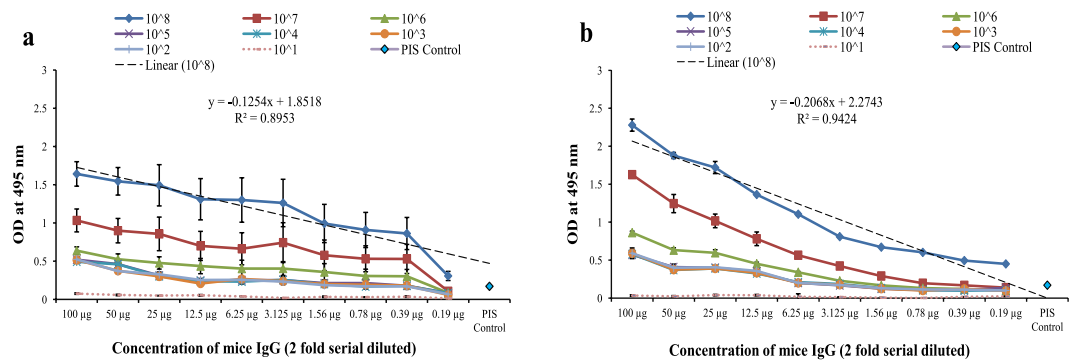 a
10^8 10^7 10^6
10^5 10^4 10^3
10^2 10^1 PIS Control
Linear (10^8)
y = -0.1254x + 1.8518
R² = 0.8953
OD at 495 nm
3
2.5
2
1.5
1
0.5
0
100 µg 50 µg 25 µg 12.5 µg 6.25 µg 3.125 µg 1.56 µg 0.78 µg 0.39 µg 0.19 µg PIS Control
Concentration of mice IgG (2 fold serial diluted)
b
10^8 10^7 10^6
10^5 10^4 10^3
10^2 10^1 PIS Control
Linear (10^8)
y = -0.2068x + 2.2743
R² = 0.9424
OD at 495 nm
3
2.5
2
1.5
1
0.5
0
100 µg 50 µg 25 µg 12.5 µg 6.25 µg 3.125 µg 1.56 µg 0.78 µg 0.39 µg 0.19 µg PIS Control
Concentration of mice IgG (2 fold serial diluted)